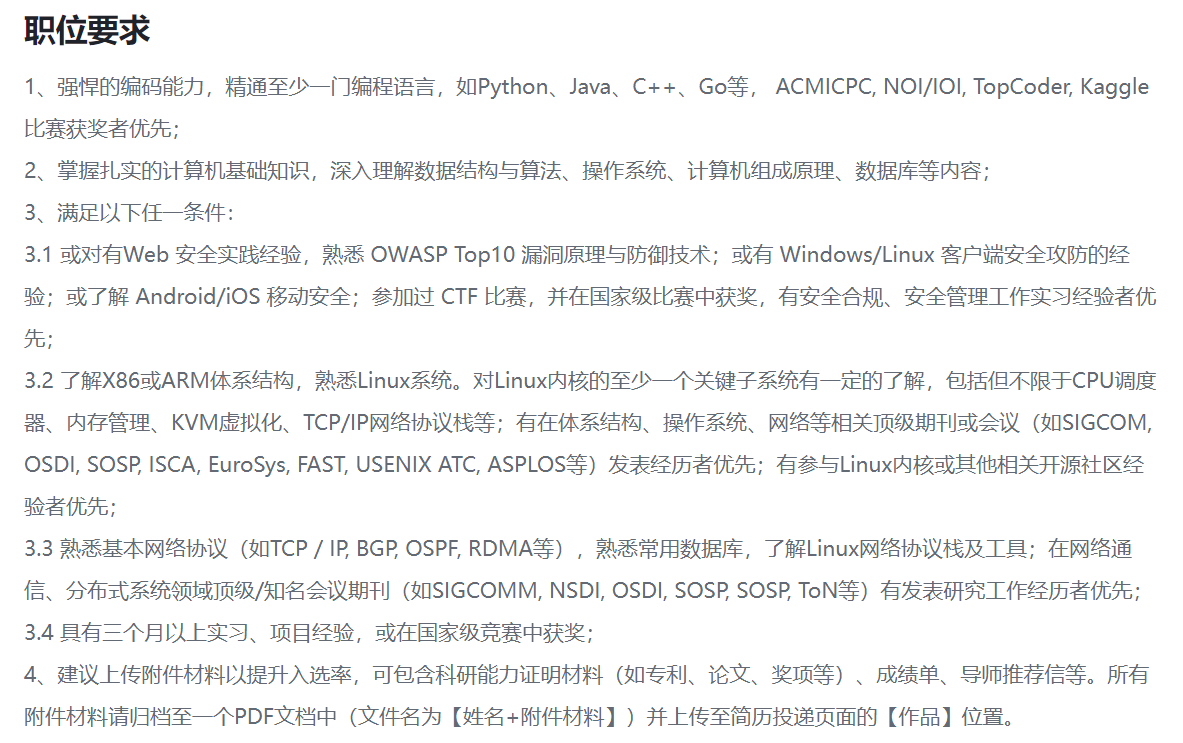 职位要求
1、强悍的编码能力，精通至少一门编程语言，如Python、Java、C++、Go等， ACMICPC, NOI/IOI, TopCoder, Kaggle
比赛获奖者优先；
2、掌握扎实的计算机基础知识，深入理解数据结构与算法、操作系统、计算机组成原理、数据库等内容；
3、满足以下任一条件：
3.1 或对有Web 安全实践经验，熟悉 OWASP Top10 漏洞原理与防御技术；或有 Windows/Linux 客户端安全攻防的经
验；或了解 Android/iOS 移动安全；参加过 CTF 比赛，并在国家级比赛中获奖，有安全合规、安全管理工作实习经验者优
先；
3.2 了解X86或ARM体系结构，熟悉Linux系统。对Linux内核的至少一个关键子系统有一定的了解，包括但不限于CPU调度
器、内存管理、KVM虚拟化、TCP/IP网络协议栈等；有在体系结构、操作系统、网络等相关顶级期刊或会议（如SIGCOM,
OSDI, SOSP, ISCA, EuroSys, FAST, USENIX ATC, ASPLOS等）发表经历者优先；有参与Linux内核或其他相关开源社区经
验者优先；
3.3 熟悉基本网络协议（如TCP / IP, BGP, OSPF, RDMA等），熟悉常用数据库，了解Linux网络协议栈及工具；在网络通
信、分布式系统领域顶级/知名会议期刊（如SIGCOMM, NSDI, OSDI, SOSP, SOSP, ToN等）有发表研究工作经历者优先；
3.4 具有三个月以上实习、项目经验，或在国家级竞赛中获奖；
4、建议上传附件材料以提升入选率，可包含科研能力证明材料（如专利、论文、奖项等）、成绩单、导师推荐信等。所有
附件材料请归档至一个PDF文档中（文件名为【姓名+附件材料】）并上传至简历投递页面的【作品】位置。